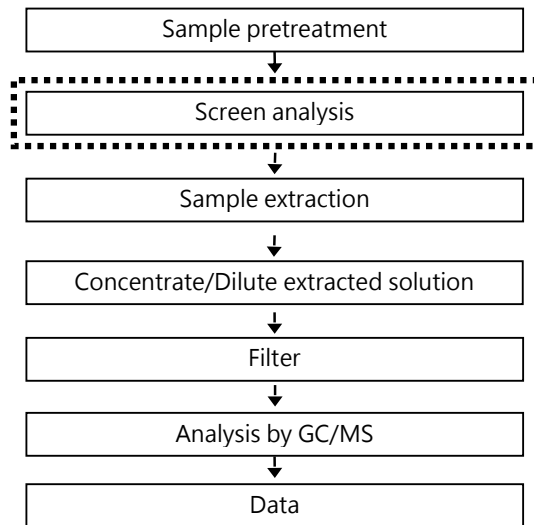 Sample pretreatment
Screen analysis
Sample extraction
Concentrate/Dilute extracted solution
Filter
Analysis by GC/MS
Data